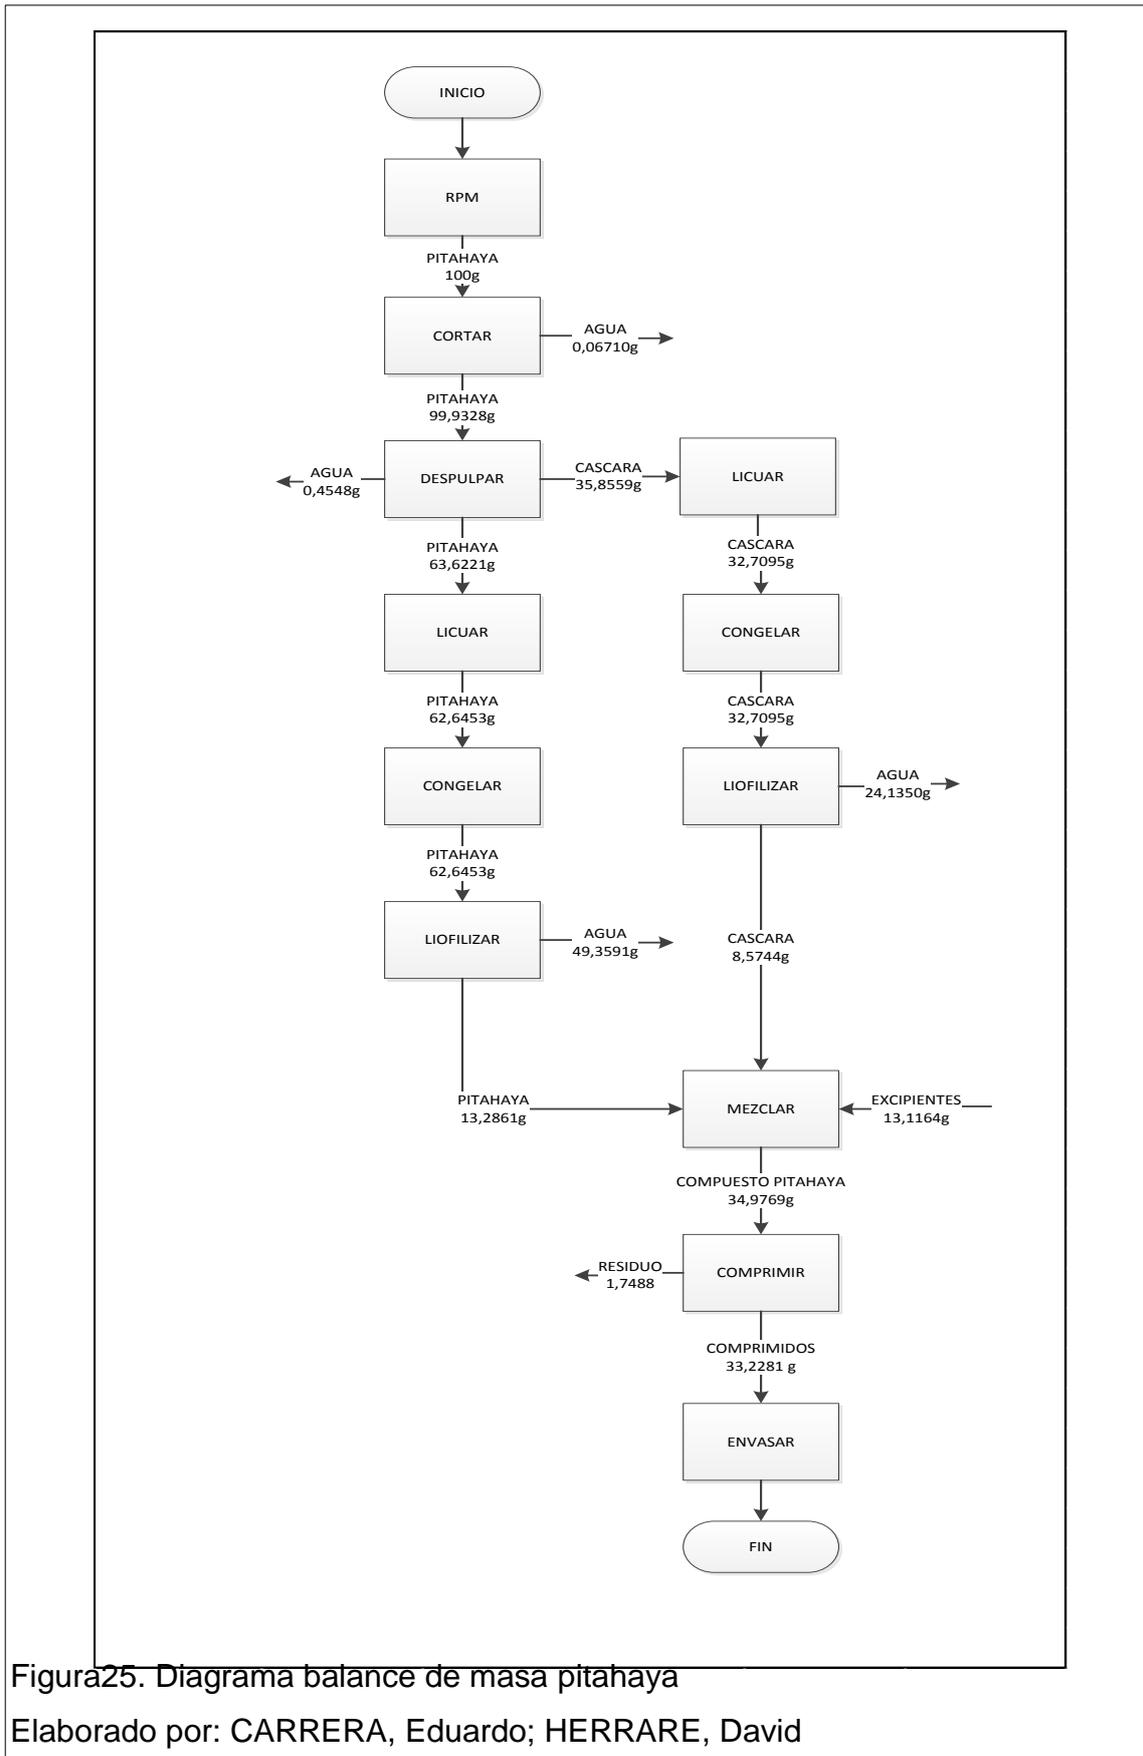 INICIO
RPM
PITAHAYA
100g
CORTAR
AGUA
0,06710g
PITAHAYA
99,9328g
DESPULPAR
AGUA
0,4548g
CASCARA
35,8559g
LICUAR
PITAHAYA
63,6221g
CASCARA
32,7095g
LICUAR
CONGELAR
PITAHAYA
62,6453g
CASCARA
32,7095g
CONGELAR
LIOFILIZAR
AGUA
24,1350g
PITAHAYA
62,6453g
LIOFILIZAR
AGUA
49,3591g
CASCARA
8,5744g
PITAHAYA
13,2861g
MEZCLAR
EXCIPIENTES
13,1164g
COMPUESTO PITAHAYA
34,9769g
COMPRIMIR
RESIDUO
1,7488
COMPRIMIDOS
33,2281 g
ENVASAR
FIN
Figura25. Diagrama balance de masa pitahaya
Elaborado por: CARRERA, Eduardo; HERRARE, David